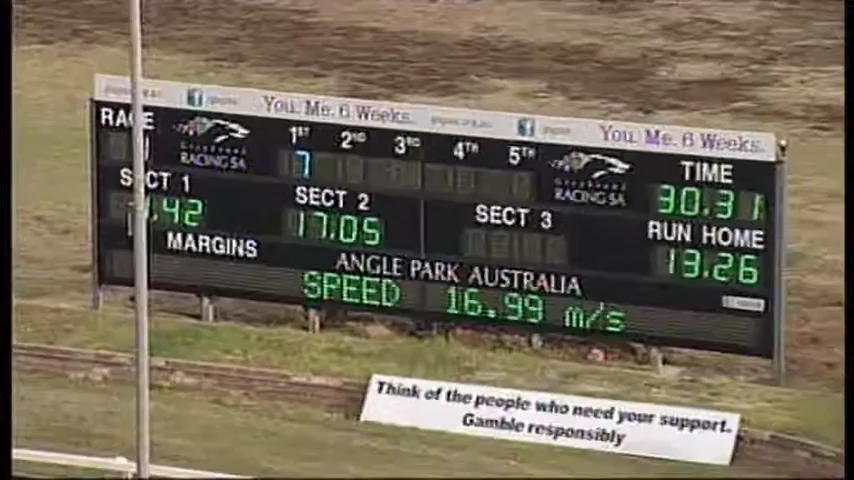 You. Me. 6 Weeks. You. Me. 6 Weeks.
RACE 1ST 2ND 3RD 4TH 5TH TIME
RACING SA RACING SA
7 30.31
SECT 1 SECT 2 SECT 3 RUN HOME
.42 17.05 13.26
MARGINS ANGLE PARK AUSTRALIA
SPEED 16.99 m/s
Think of the people who need your support.
Gamble responsibly